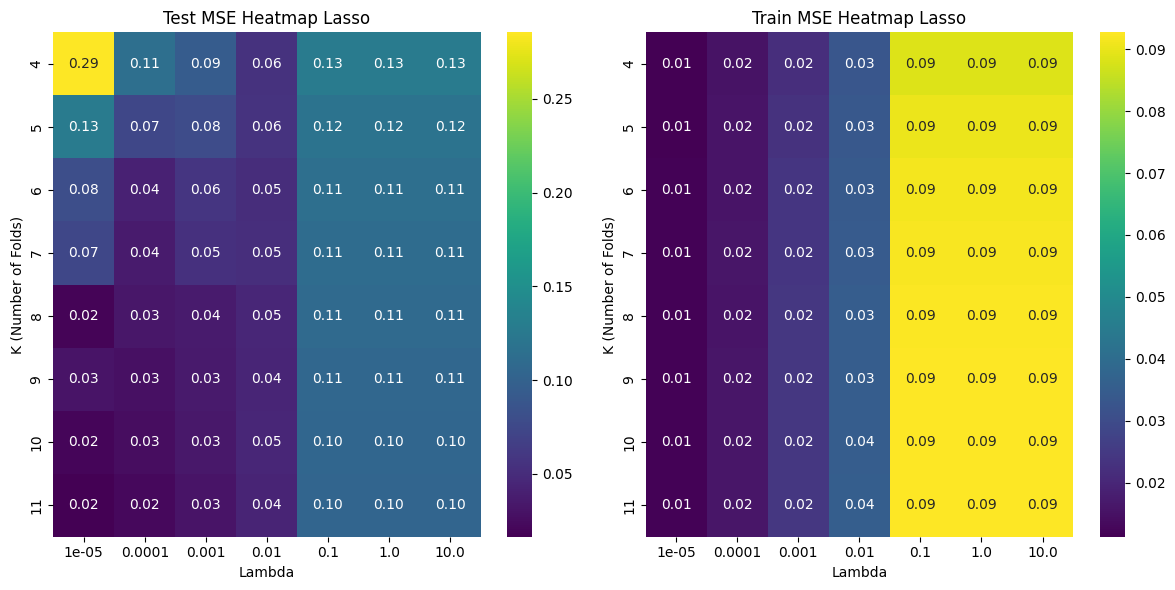 Test MSE Heatmap Lasso
K (Number of Folds)
4 0.29 0.11 0.09 0.06 0.13 0.13 0.13
5 0.13 0.07 0.08 0.06 0.12 0.12 0.12
6 0.08 0.04 0.06 0.05 0.11 0.11 0.11
7 0.07 0.04 0.05 0.05 0.11 0.11 0.11
8 0.02 0.03 0.04 0.05 0.11 0.11 0.11
9 0.03 0.03 0.03 0.04 0.11 0.11 0.11
10 0.02 0.03 0.03 0.05 0.10 0.10 0.10
11 0.02 0.02 0.03 0.04 0.10 0.10 0.10
1e-05 0.0001 0.001 0.01 0.1 1.0 10.0
Lambda
0.25
0.20
0.15
0.10
0.05
Train MSE Heatmap Lasso
K (Number of Folds)
4 0.01 0.02 0.02 0.03 0.09 0.09 0.09
5 0.01 0.02 0.02 0.03 0.09 0.09 0.09
6 0.01 0.02 0.02 0.03 0.09 0.09 0.09
7 0.01 0.02 0.02 0.03 0.09 0.09 0.09
8 0.01 0.02 0.02 0.03 0.09 0.09 0.09
9 0.01 0.02 0.02 0.03 0.09 0.09 0.09
10 0.01 0.02 0.02 0.04 0.09 0.09 0.09
11 0.01 0.02 0.02 0.04 0.09 0.09 0.09
1e-05 0.0001 0.001 0.01 0.1 1.0 10.0
Lambda
0.09
0.08
0.07
0.06
0.05
0.04
0.03
0.02